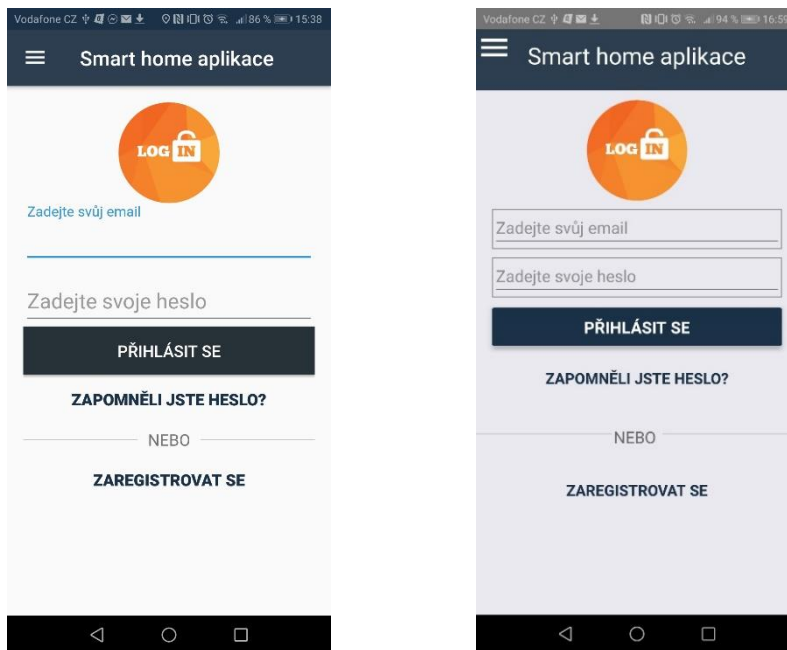 Vodafone CZ 86 % 15:38
Smart home aplikace
LOG IN
Zadejte svůj email
Zadejte svoje heslo
PŘIHLÁSIT SE
ZAPOMNĚLI JSTE HESLO?
NEBO
ZAREGISTROVAT SE
Vodafone CZ 94 % 16:59
Smart home aplikace
LOG IN
Zadejte svůj email
Zadejte svoje heslo
PŘIHLÁSIT SE
ZAPOMNĚLI JSTE HESLO?
NEBO
ZAREGISTROVAT SE